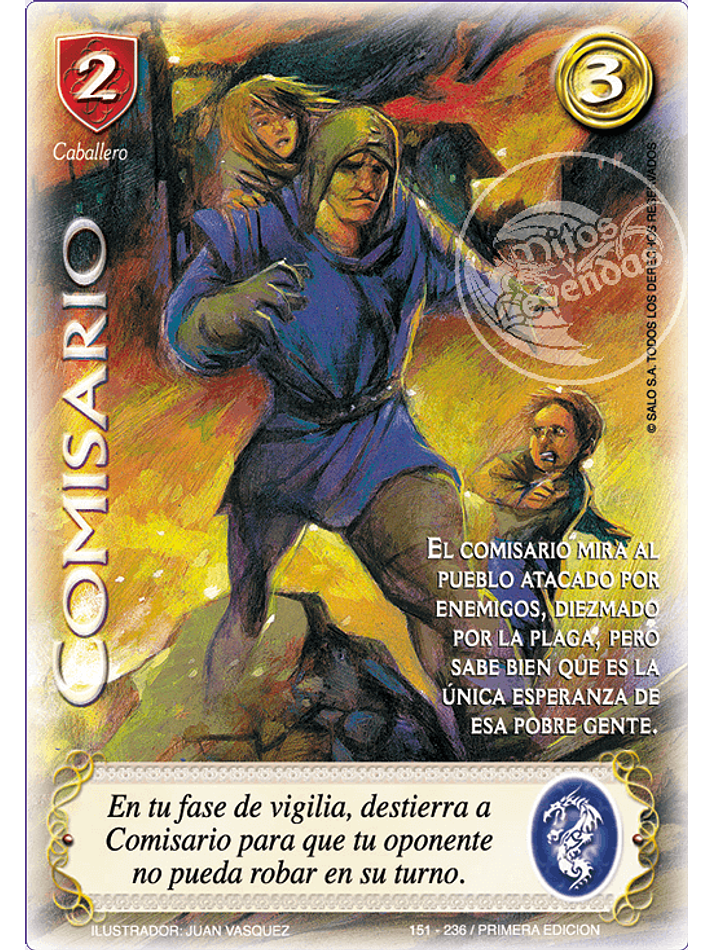 2
3
Caballero
COMISARIO
Mitos
y
Leyendas
© SALO S.A. TODOS LOS DERECHOS RESERVADOS
EL COMISARIO MIRA AL
PUEBLO ATACADO POR
ENEMIGOS, DIEZMADO
POR LA PLAGA, PERO
SABE BIEN QUE ES LA
ÚNICA ESPERANZA DE
ESA POBRE GENTE.
En tu fase de vigilia, destierra a
Comisario para que tu oponente
no pueda robar en su turno.
ILUSTRADOR: JUAN VASQUEZ
151 - 236 / PRIMERA EDICION